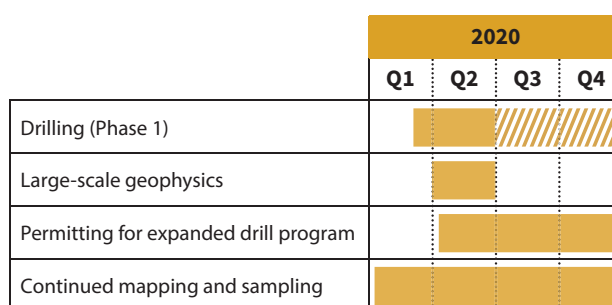 2020
Q1 Q2 Q3 Q4
Drilling (Phase 1)
Large-scale geophysics
Permitting for expanded drill program
Continued mapping and sampling